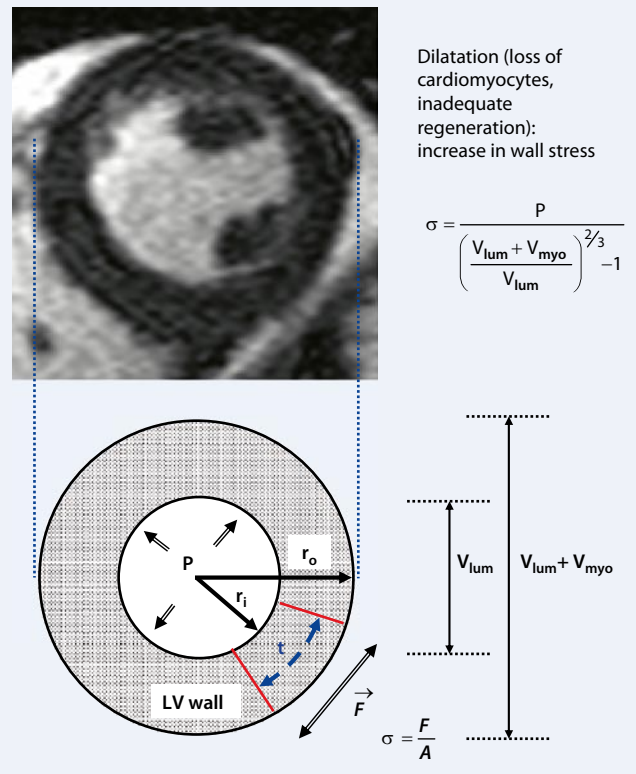 Dilatation (loss of
cardiomyocytes,
inadequate
regeneration):
increase in wall stress
σ = P / ((V_lum + V_myo) / V_lum)^(2/3) − 1
P
r_o
r_i
t
LV wall
F⃗
σ = F/A
V_lum
V_lum + V_myo